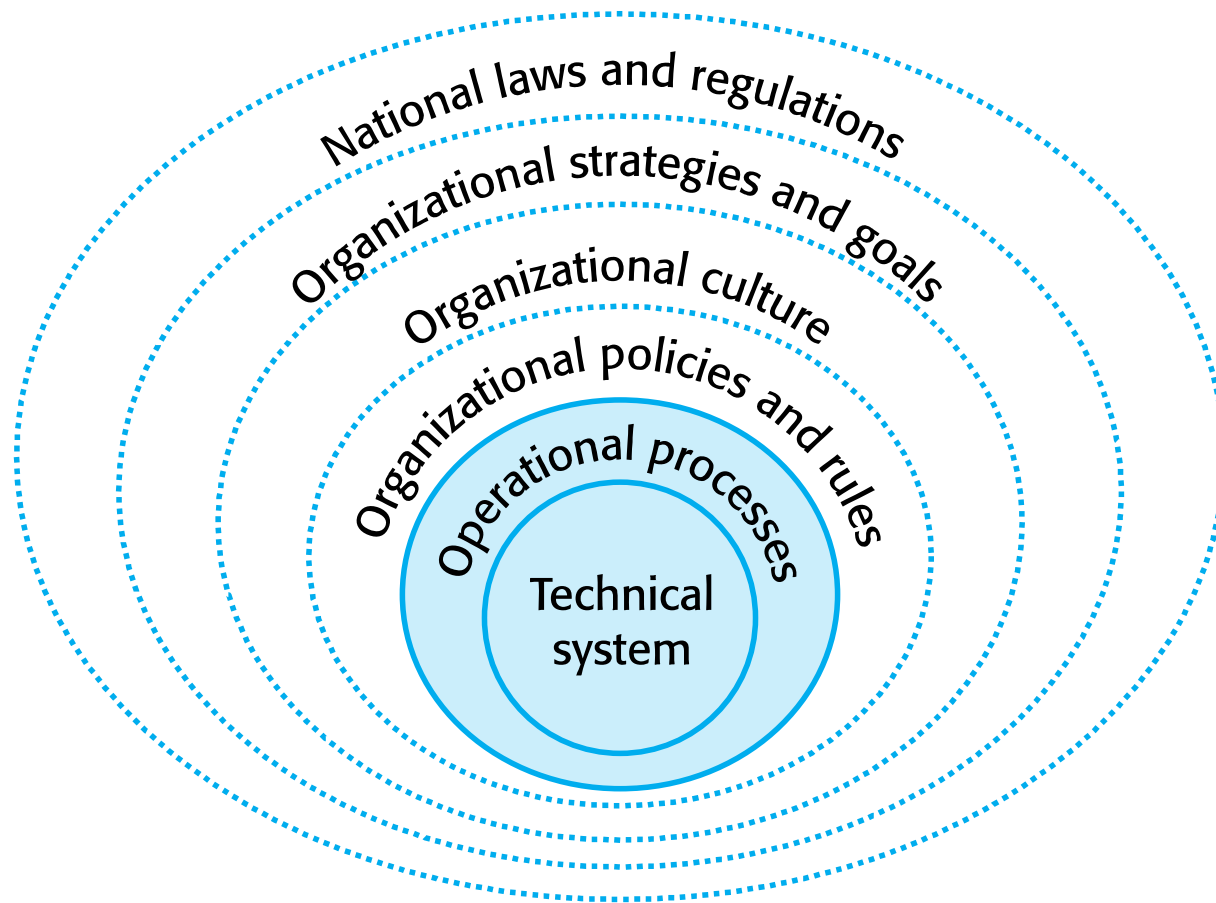 National laws and regulations
Organizational strategies and goals
Organizational culture
Organizational policies and rules
Operational processes
Technical
system